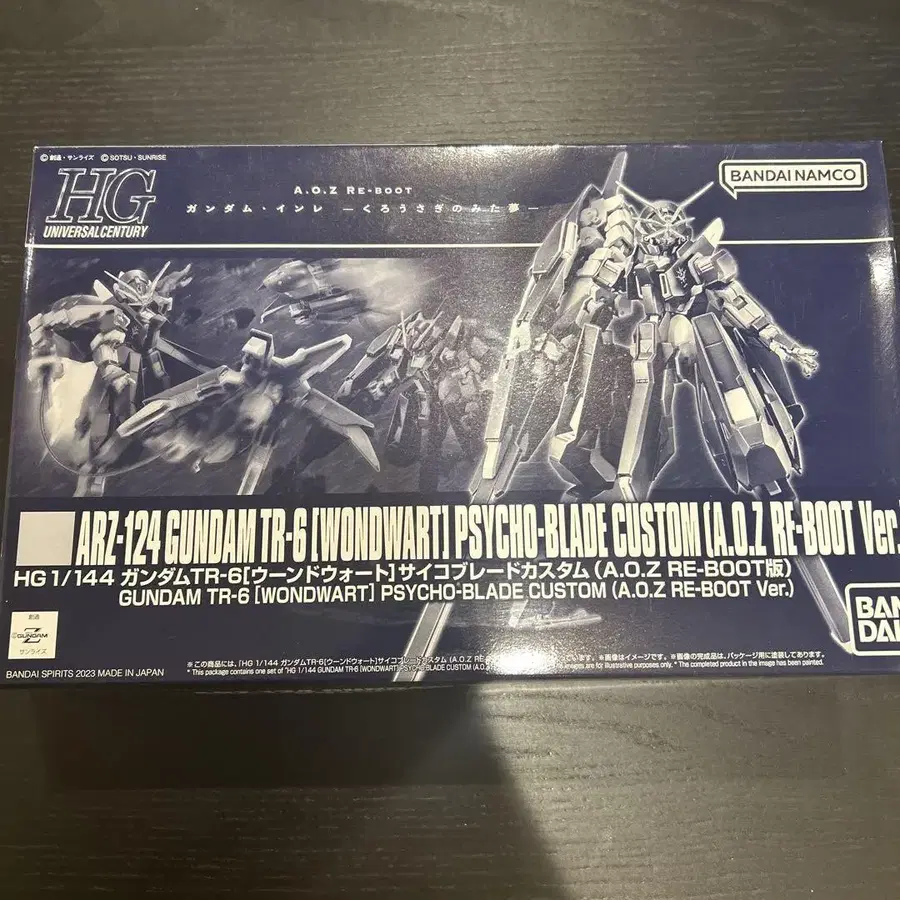 ©創通・サンライズ ©SOTSU・SUNRISE
HG
UNIVERSAL CENTURY
A.O.Z RE-BOOT
ガンダム・インレ ―くろうさぎのみた夢―
BANDAI NAMCO
ARZ-124 GUNDAM TR-6 [WONDWART] PSYCHO-BLADE CUSTOM (A.O.Z RE-BOOT Ver.
HG 1/144 ガンダムTR-6[ウーンドウォート]サイコブレードカスタム(A.O.Z RE-BOOT版)
GUNDAM TR-6 [WONDWART] PSYCHO-BLADE CUSTOM (A.O.Z RE-BOOT Ver.)
創通
GUNDAM
Z
サンライズ
BAN
DAI
BANDAI SPIRITS 2023 MADE IN JAPAN
※この商品には、「HG 1/144 ガンダムTR-6[ウーンドウォート]サイコブレードカスタム(A.O.Z RE ています。※画像はイメージです。※画像の完成品は、パッケージ用に塗装してあります。
* This package contains one set of "HG 1/144 GUNDAM TR-6 [WONDWART] PSYCHO-BLADE CUSTOM (A.O. images are for illustrative purposes only. * The completed product in the image has been painted.